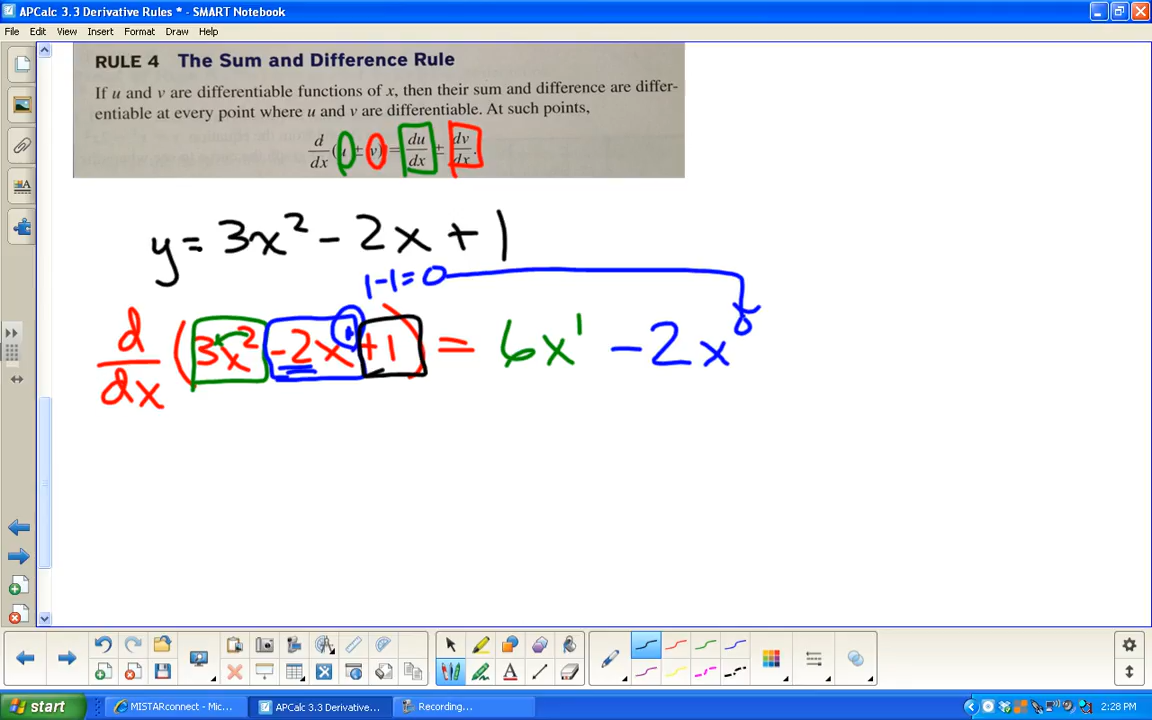 APCalc 3.3 Derivative Rules * - SMART Notebook
File Edit View Insert Format Draw Help
RULE 4 The Sum and Difference Rule
If u and v are differentiable functions of x, then their sum and difference are differ-
entiable at every point where u and v are differentiable. At such points,
d/dx (u ± v) = du/dx ± dv/dx.
y = 3x² - 2x + 1
1-1=0
d/dx (3x² -2x¹ +1) = 6x¹ - 2x⁰
start
MISTARconnect - Mic...
APCalc 3.3 Derivative...
Recording...
2:28 PM